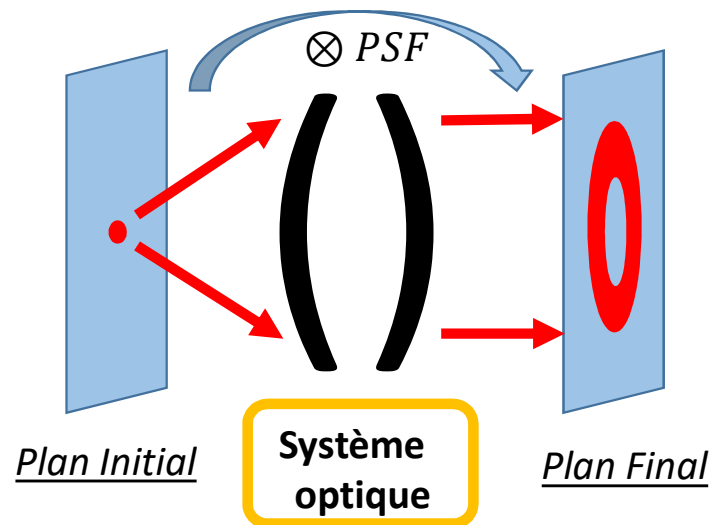 ⊗ PSF
Plan Initial
Système
optique
Plan Final